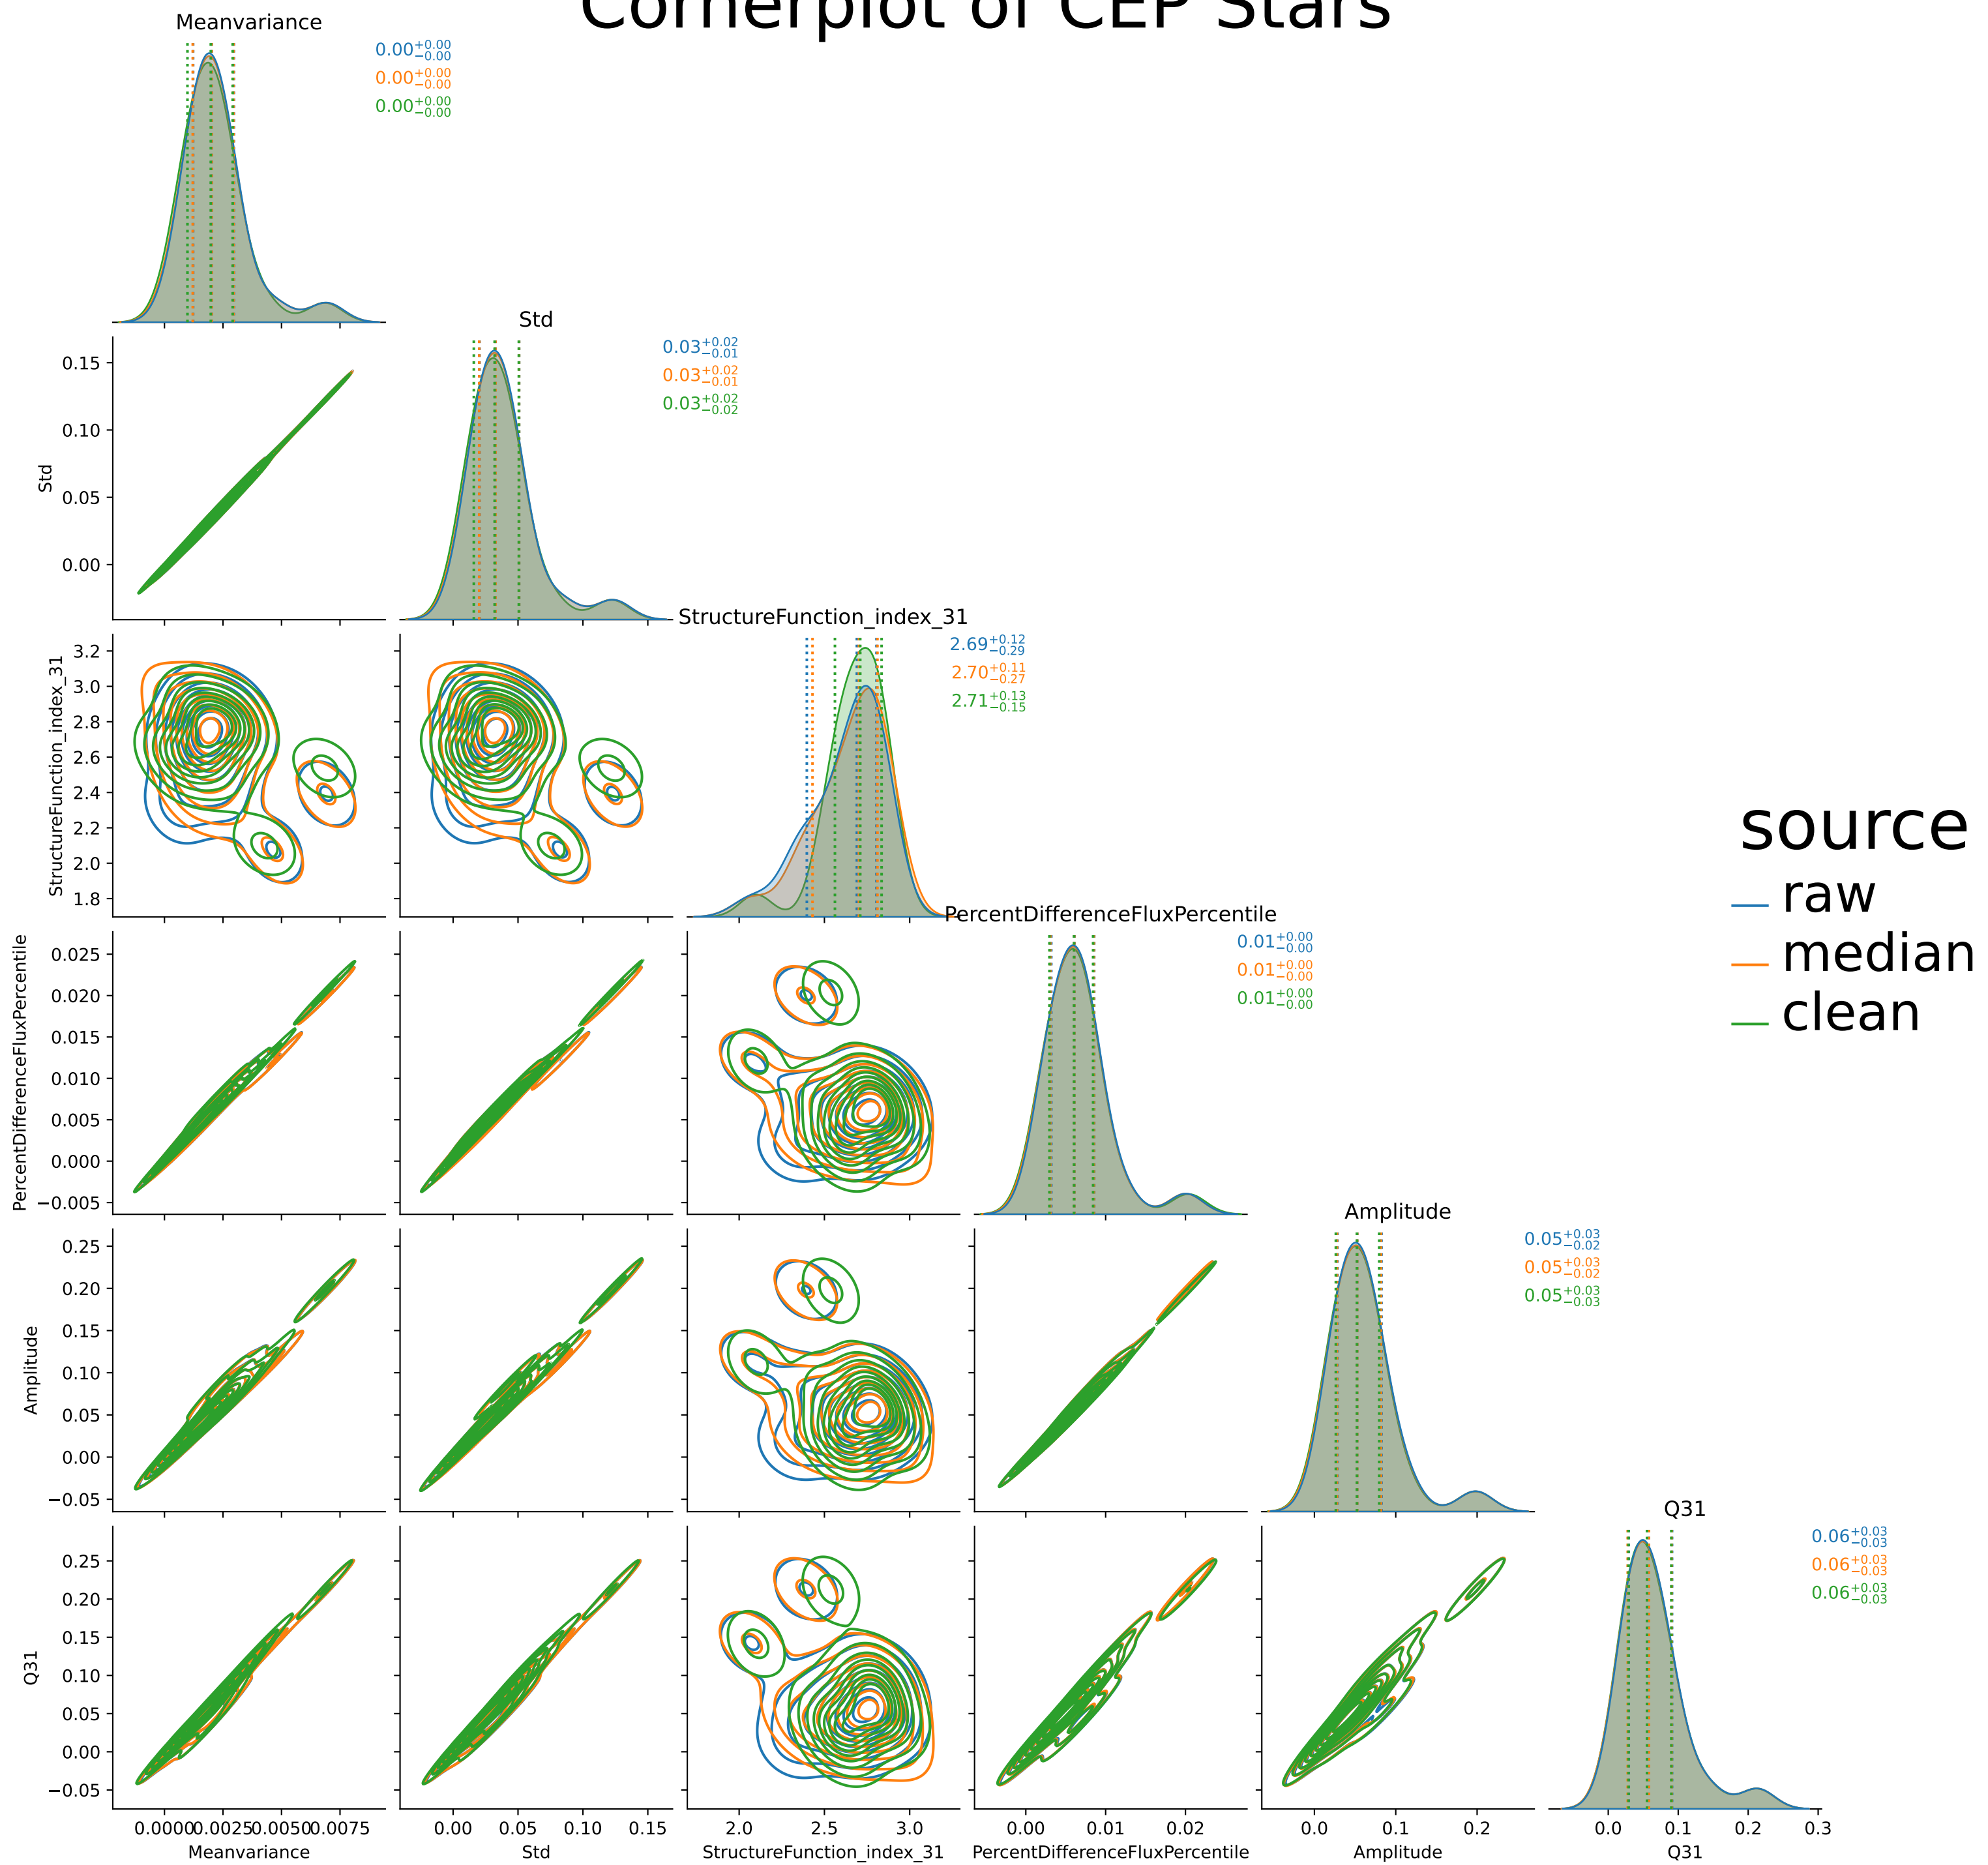 Cornerplot of CEP Stars
Meanvariance
0.00+0.00−0.00
0.00+0.00−0.00
0.00+0.00−0.00
Std
0.03+0.02−0.01
0.03+0.02−0.01
0.03+0.02−0.02
Std
0.15
0.10
0.05
0.00
StructureFunction_index_31
2.69+0.12−0.29
2.70+0.11−0.27
2.71+0.13−0.15
StructureFunction_index_31
3.2
3.0
2.8
2.6
2.4
2.2
2.0
1.8
source
raw
median
clean
PercentDifferenceFluxPercentile
0.01+0.00−0.00
0.01+0.00−0.00
0.01+0.00−0.00
PercentDifferenceFluxPercentile
0.025
0.020
0.015
0.010
0.005
0.000
−0.005
Amplitude
0.05+0.03−0.02
0.05+0.03−0.02
0.05+0.03−0.03
Amplitude
0.25
0.20
0.15
0.10
0.05
0.00
−0.05
Q31
0.06+0.03−0.03
0.06+0.03−0.03
0.06+0.03−0.03
Q31
0.25
0.20
0.15
0.10
0.05
0.00
−0.05
0.0000 0.0025 0.0050 0.0075
Meanvariance
0.00 0.05 0.10 0.15
Std
2.0 2.5 3.0
StructureFunction_index_31
0.00 0.01 0.02
PercentDifferenceFluxPercentile
0.0 0.1 0.2
Amplitude
0.0 0.1 0.2 0.3
Q31